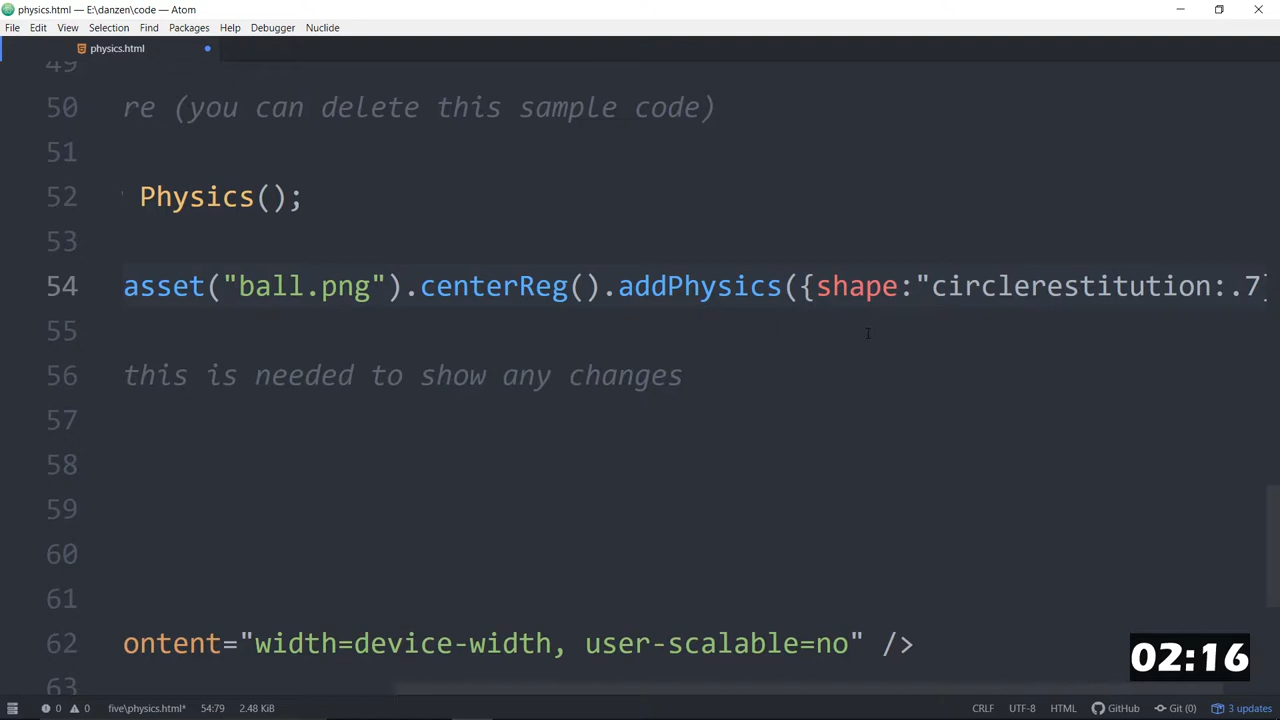 physics.html — E:\danzen\code — Atom
File Edit View Selection Find Packages Help Debugger Nuclide
physics.html
49
50 re (you can delete this sample code)
51
52 ' Physics();
53
54 asset("ball.png").centerReg().addPhysics({shape:"circlerestitution:.7}
55
56 this is needed to show any changes
57
58
59
60
61
62 ontent="width=device-width, user-scalable=no" />
63
02:16
0 0 five\physics.html* 54:79 2.48 KiB CRLF UTF-8 HTML GitHub Git (0) 3 updates